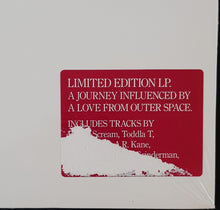 LIMITED EDITION LP.
A JOURNEY INFLUENCED BY
A LOVE FROM OUTER SPACE.
INCLUDES TRACKS BY
Scream, Toddla T,
A.R. Kane,